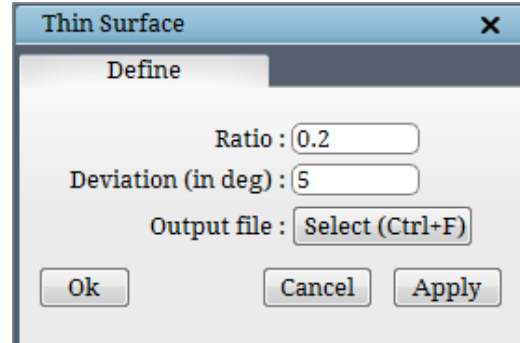 Thin Surface ×
Define
Ratio : 0.2
Deviation (in deg) : 5
Output file : Select (Ctrl+F)
Ok Cancel Apply